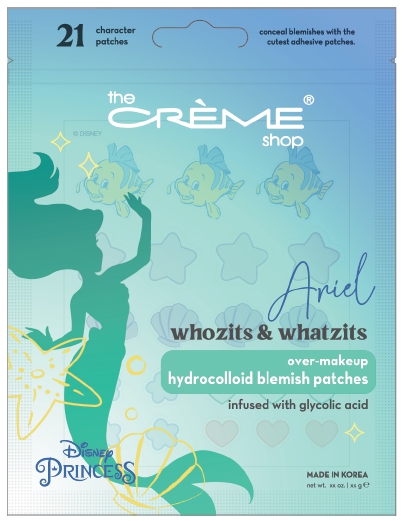 21 character
patches
conceal blemishes with the
cutest adhesive patches.
the
CRÈME®
shop
© DISNEY
Ariel
whozits & whatzits
over-makeup
hydrocolloid blemish patches
infused with glycolic acid
Disney
PRINCESS
MADE IN KOREA
net wt. xx oz. | xx g ℮